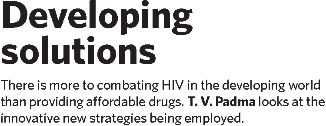 Developing
solutions
There is more to combating HIV in the developing world
than providing affordable drugs. T. V. Padma looks at the
innovative new strategies being employed.